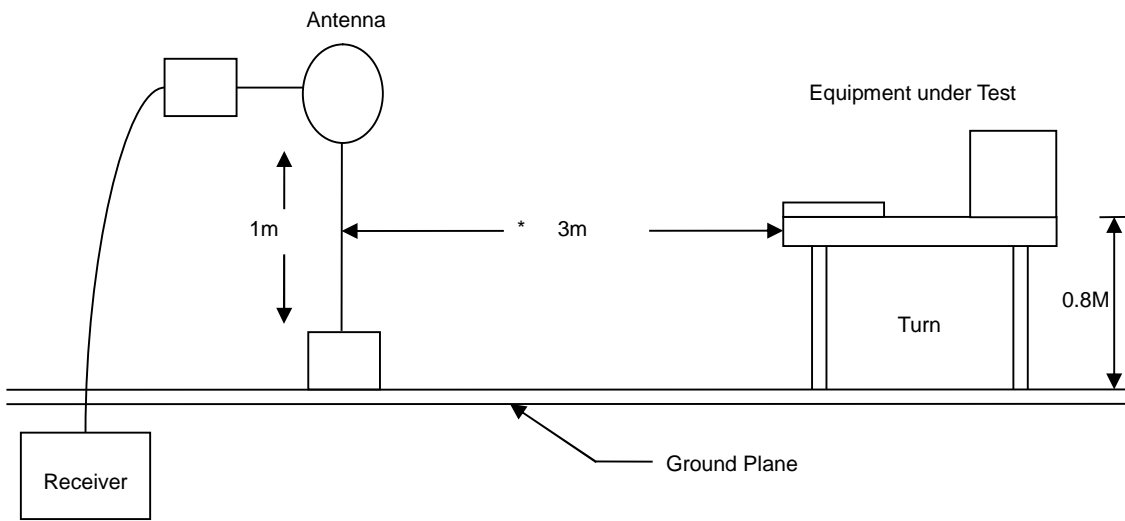 Antenna
Equipment under Test
1m
* 3m
0.8M
Turn
Ground Plane
Receiver